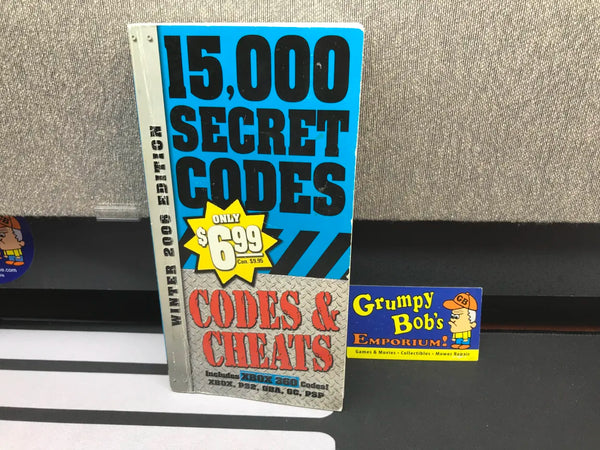 WINTER 2006 EDITION
15,000
SECRET
CODES
ONLY
$6.99
Can. $9.95
CODES &
CHEATS
Includes XBOX 360 Codes!
XBOX, PS2, GBA, GC, PSP
GB
Grumpy
Bob's
EMPORIUM!
Games & Movies • Collectibles • Mower Repair